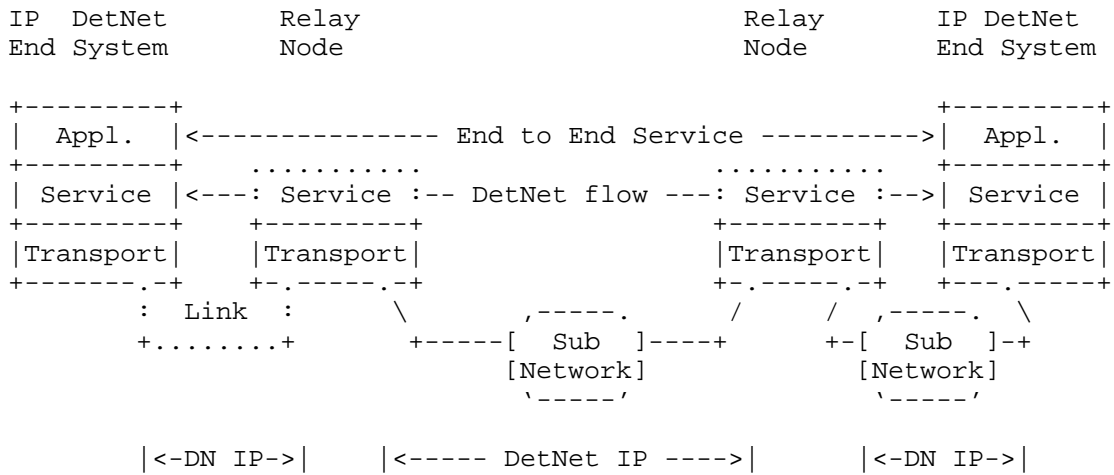 IP  DetNet       Relay                        Relay       IP DetNet
End System       Node                         Node        End System

+---------+                                               +---------+
|  Appl.  |<--------------- End to End Service ---------->|  Appl.  |
+---------+     ...........                   ...........   +---------+
| Service |<---: Service :-- DetNet flow ---: Service :-->| Service |
+---------+    +---------+                    +---------+   +---------+
|Transport|    |Transport|                    |Transport|   |Transport|
+-------.-+    +-.-----.-+                    +-.-----.-+   +---.-----+
        :  Link  :      \       ,-----.        /     /  ,-----.  \
        +........+       +-----[  Sub  ]----+      +-[  Sub  ]-+
                               [Network]             [Network]
                                `-----'               `-----'

        |<-DN IP->|    |<----- DetNet IP ---->|      |<-DN IP->|